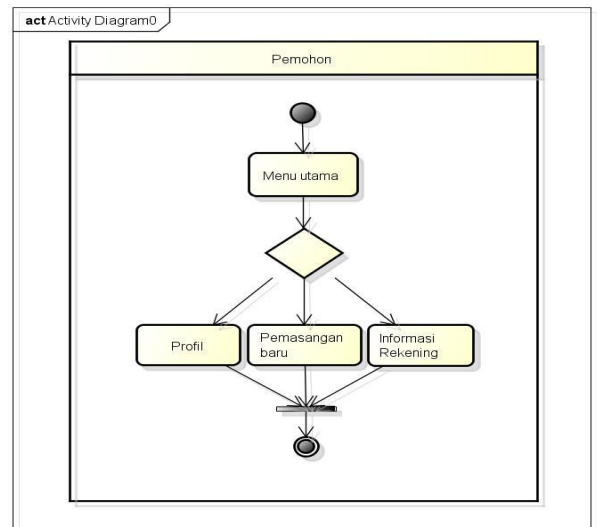 act Activity Diagram0
Pemohon
Menu utama
Profil
Pemasangan
baru
Informasi
Rekening